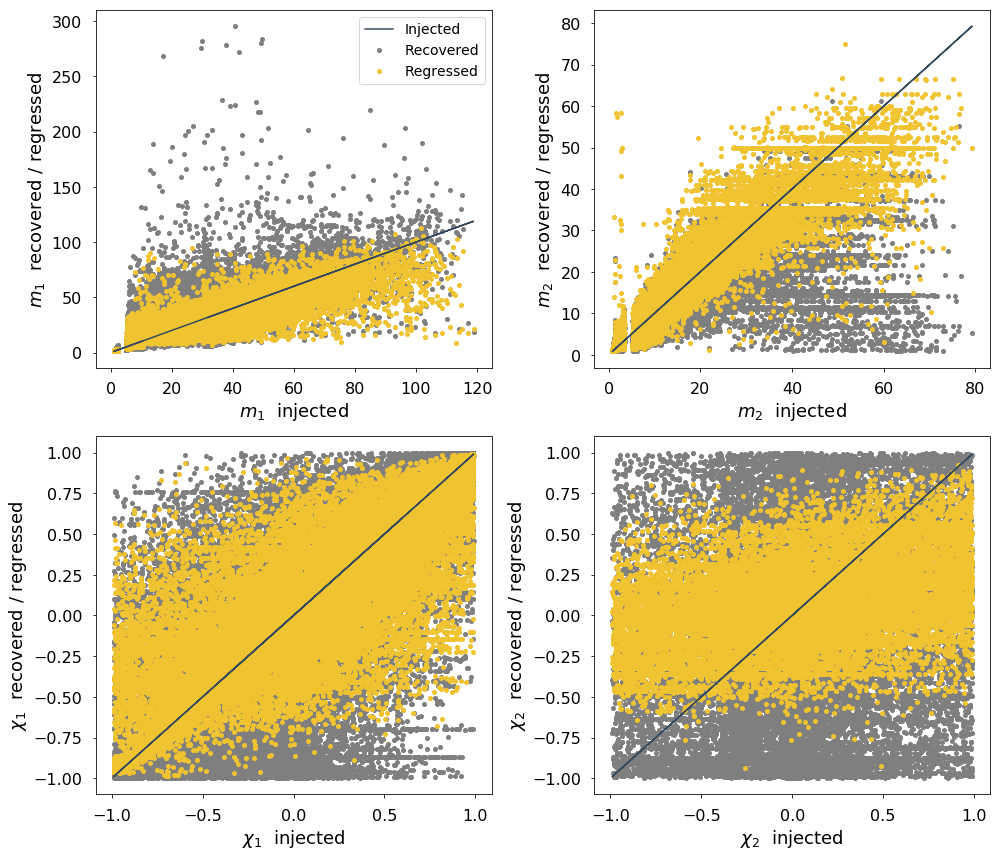 Injected
Recovered
Regressed
300
250
200
150
100
50
0
0 20 40 60 80 100 120
m₁ injected
m₁ recovered / regressed
80
70
60
50
40
30
20
10
0
0 20 40 60 80
m₂ injected
m₂ recovered / regressed
1.00
0.75
0.50
0.25
0.00
−0.25
−0.50
−0.75
−1.00
−1.0 −0.5 0.0 0.5 1.0
χ₁ injected
χ₁ recovered / regressed
1.00
0.75
0.50
0.25
0.00
−0.25
−0.50
−0.75
−1.00
−1.0 −0.5 0.0 0.5 1.0
χ₂ injected
χ₂ recovered / regressed